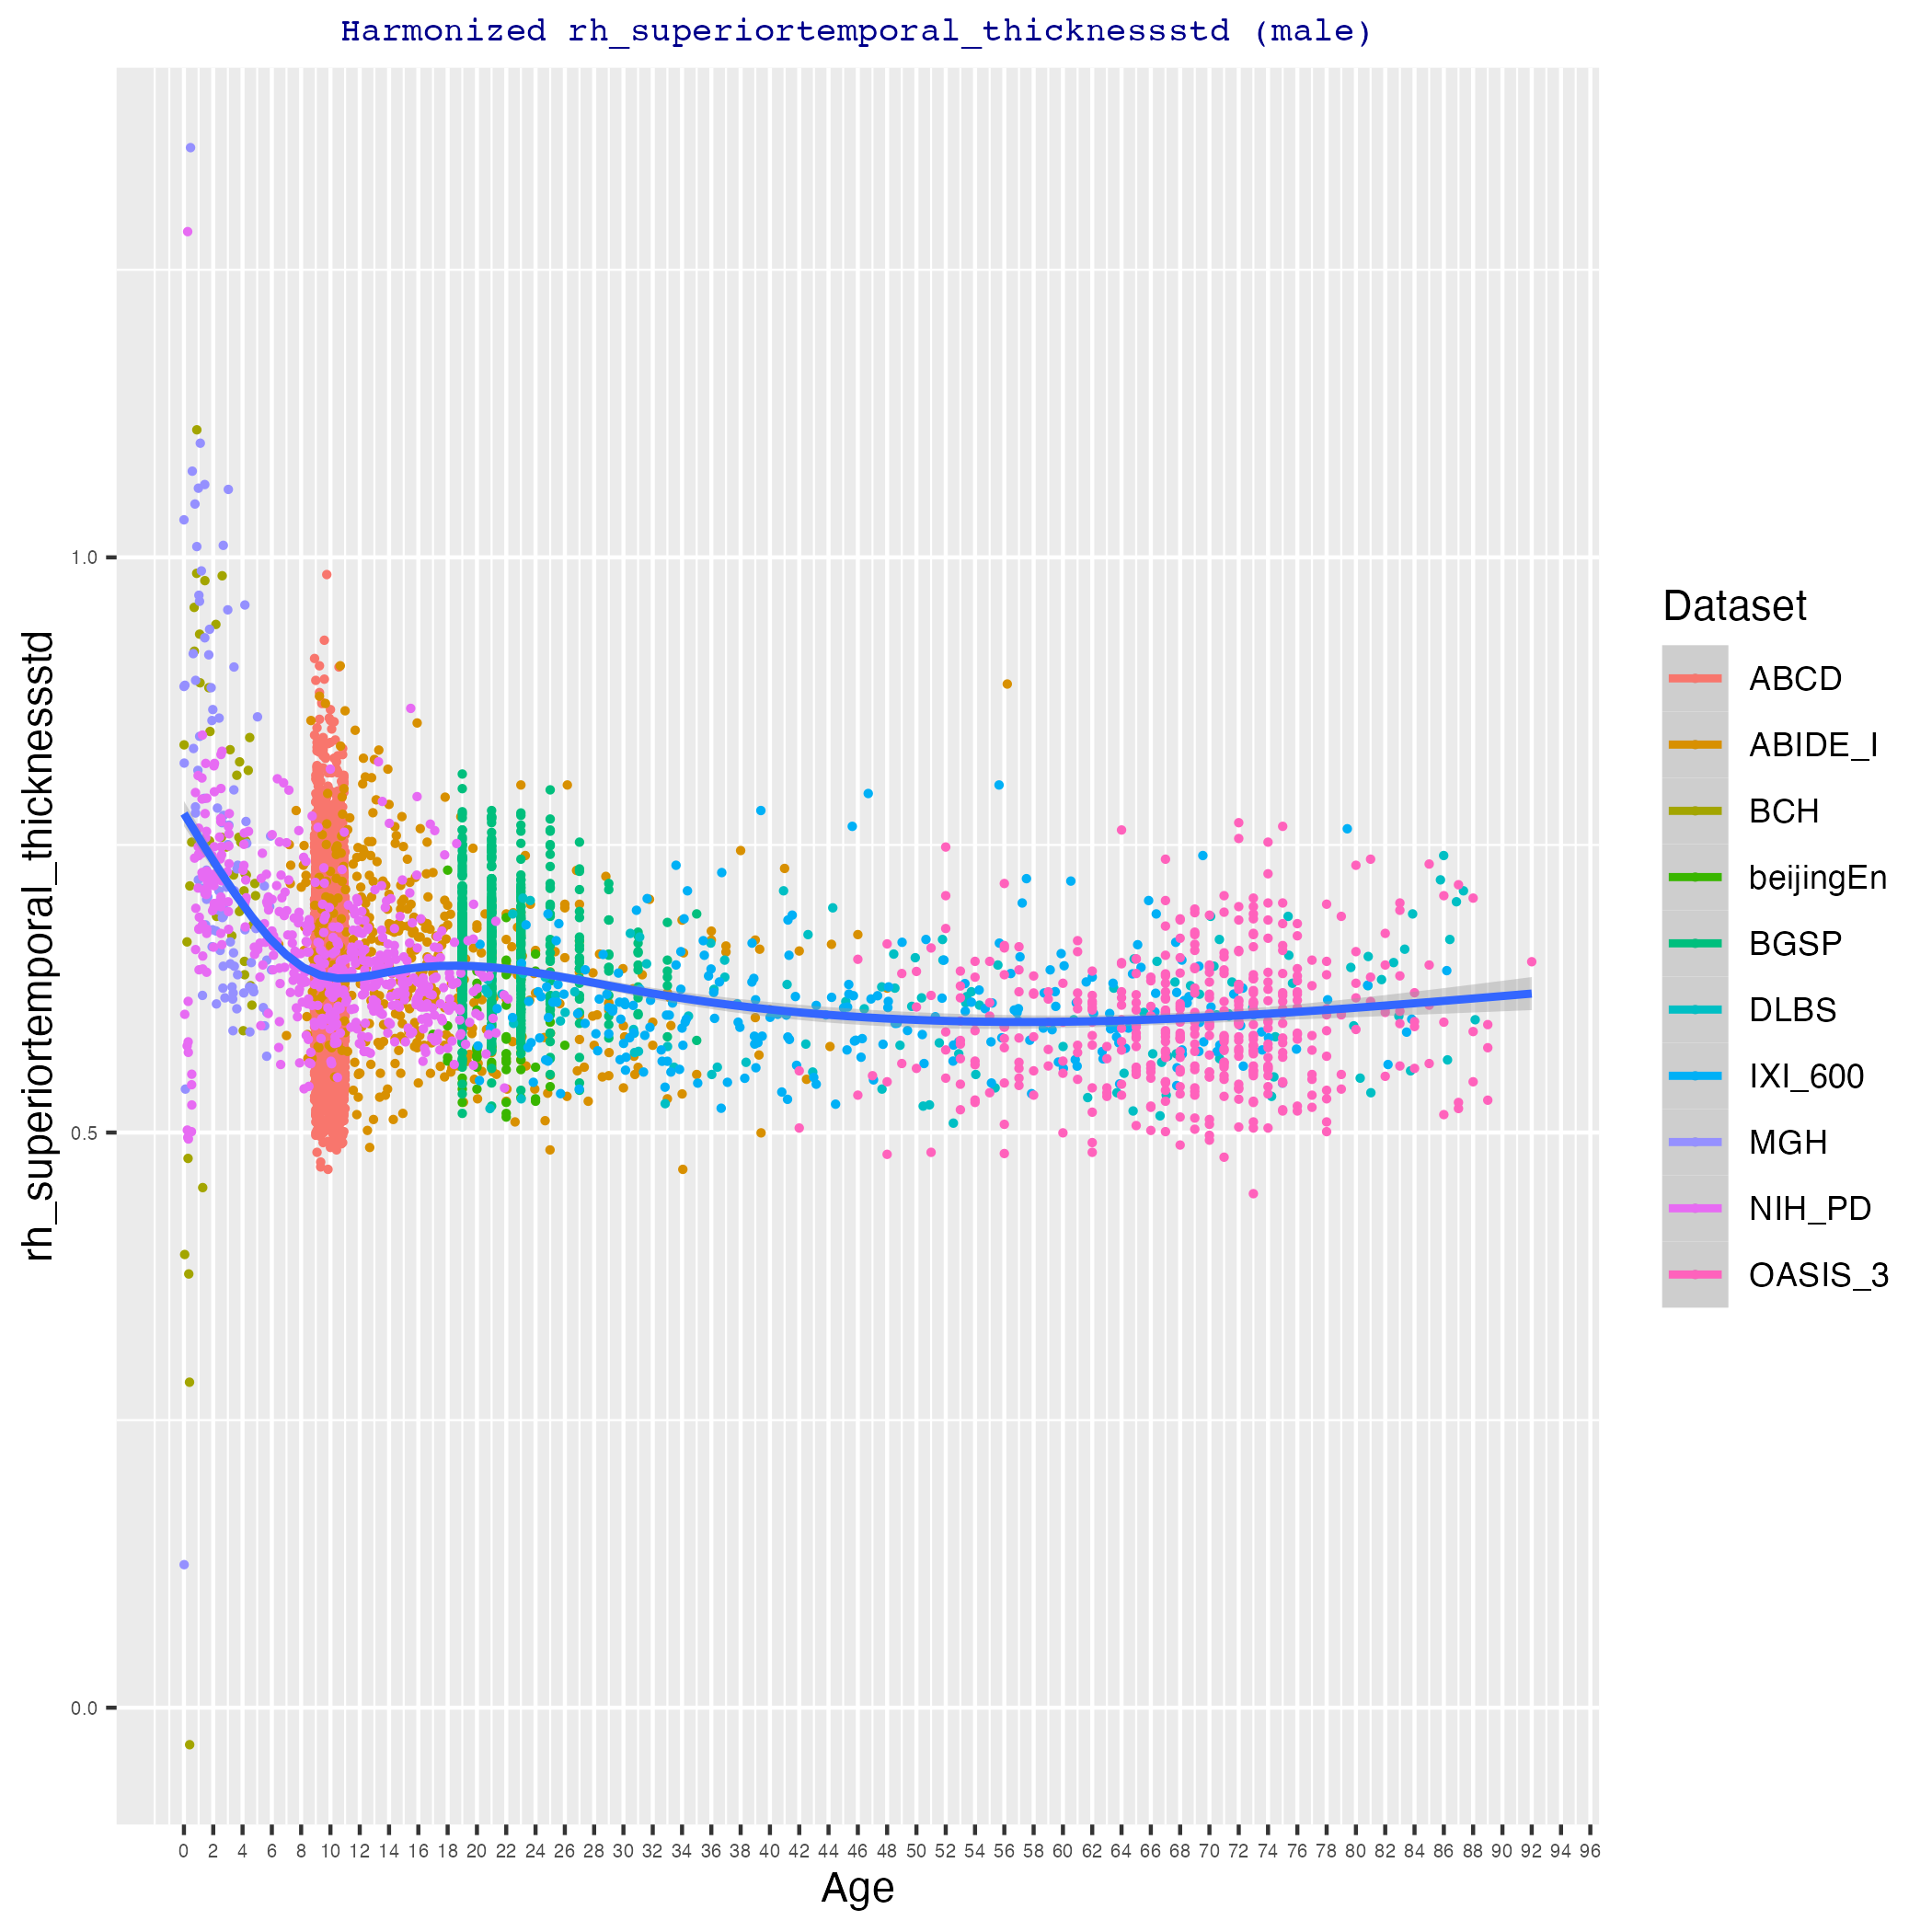 Harmonized rh_superiortemporal_thicknessstd (male)
rh_superiortemporal_thicknessstd
1.0
0.5
0.0
0 2 4 6 8 10 12 14 16 18 20 22 24 26 28 30 32 34 36 38 40 42 44 46 48 50 52 54 56 58 60 62 64 66 68 70 72 74 76 78 80 82 84 86 88 90 92 94 96
Age
Dataset
ABCD
ABIDE_I
BCH
beijingEn
BGSP
DLBS
IXI_600
MGH
NIH_PD
OASIS_3